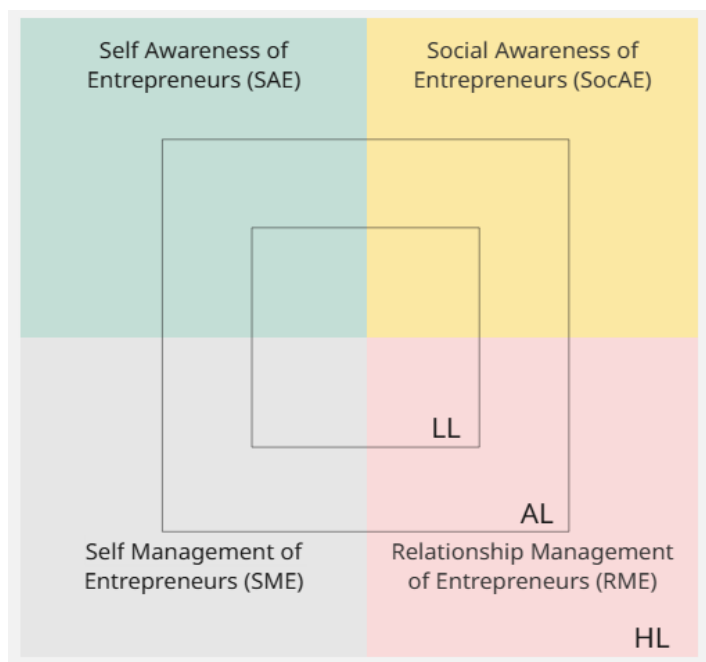 Self Awareness of
Entrepreneurs (SAE)
Social Awareness of
Entrepreneurs (SocAE)
LL
AL
Self Management of
Entrepreneurs (SME)
Relationship Management
of Entrepreneurs (RME)
HL